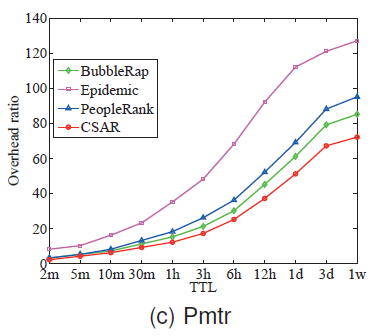 140
120
100
80
60
40
20
0
Overhead ratio
BubbleRap
Epidemic
PeopleRank
CSAR
2m 5m 10m 30m 1h 3h 6h 12h 1d 3d 1w
TTL
(c) Pmtr